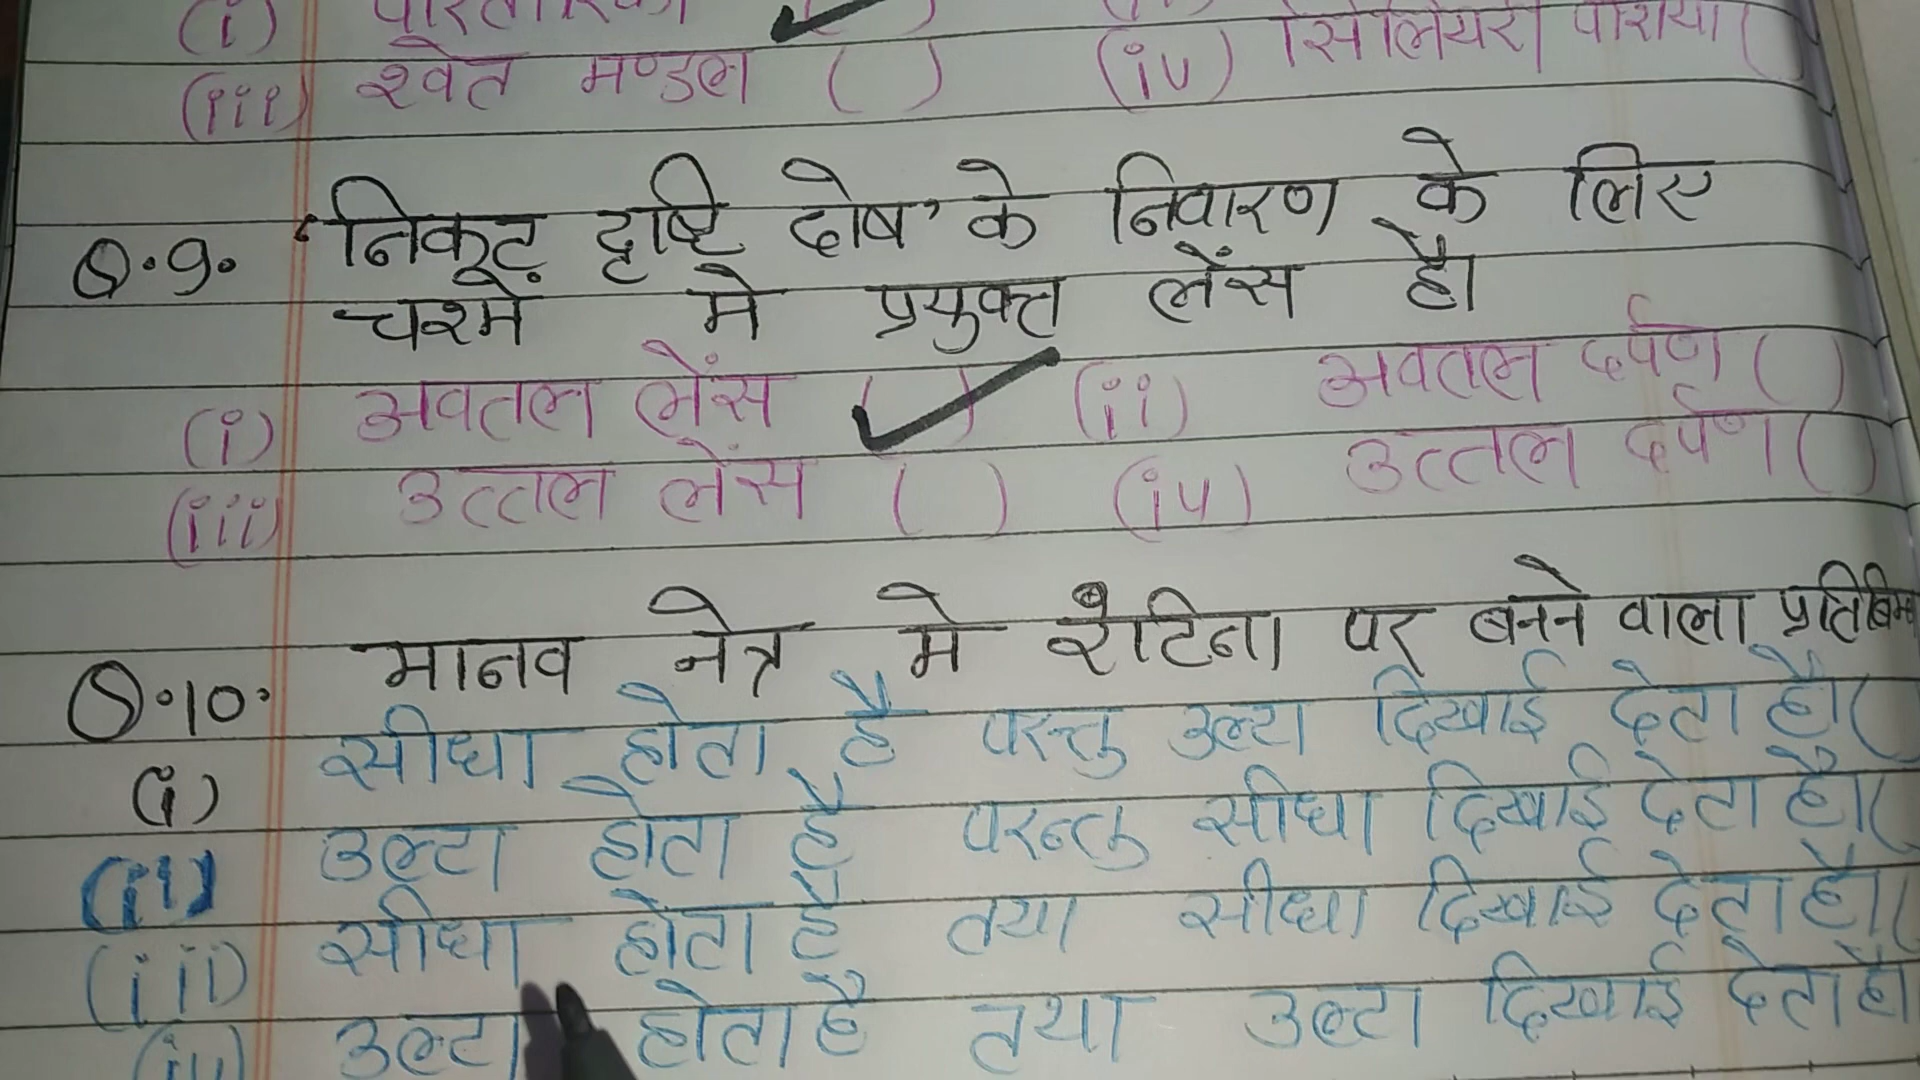 (i)
(iii) श्वेत मण्डल ( ) (iv) सिलियरी
Q.9. 'निकट दृष्टि दोष' के निवारण के लिए
चश्में मे प्रयुक्त लेंस है।
(i) अवतल लेंस ( ) (ii) अवतल दर्पण ( )
(iii) उत्तल लेंस ( ) (iv) उत्तल दर्पण ( )
Q.10. मानव नेत्र मे रेटिना पर बनने वाला प्रतिबिम्ब
(i) सीधा होता है परन्तु उल्टा दिखाई देता है। (
(ii) उल्टा होता है परन्तु सीधा दिखाई देता है। (
(iii) सीधा होता है तथा सीधा दिखाई देता है। (
(iv) उल्टा होता है तथा उल्टा दिखाई देता है।